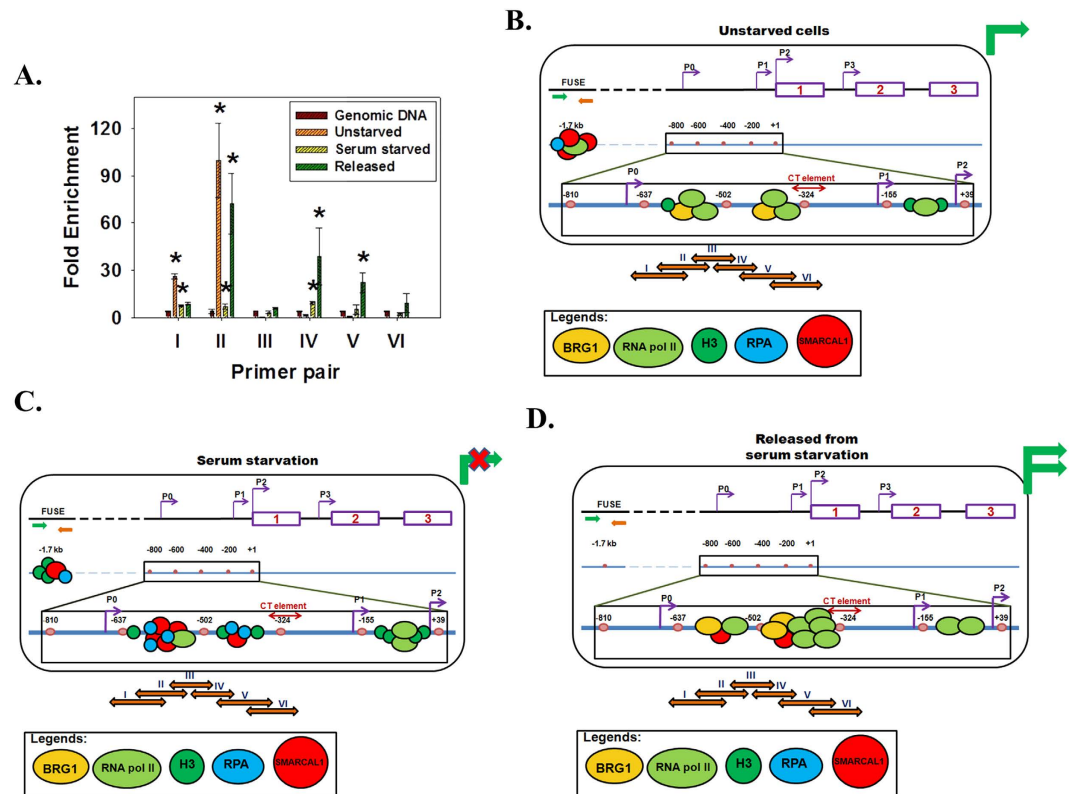 A.
Fold Enrichment
120
90
60
30
0
Genomic DNA
Unstarved
Serum starved
Released
* * * * * * * *
I II III IV V VI
Primer pair
B.
Unstarved cells
FUSE
P0 P1 P2 P3
1 2 3
-1.7 kb
-800 -600 -400 -200 +1
P0 CT element P1 P2
-810 -637 -502 -324 -155 +39
I II III IV V VI
Legends:
BRG1 RNA pol II H3 RPA SMARCAL1
C.
Serum starvation
FUSE
P0 P1 P2 P3
1 2 3
-1.7 kb
-800 -600 -400 -200 +1
P0 CT element P1 P2
-810 -637 -502 -324 -155 +39
I II III IV V VI
Legends:
BRG1 RNA pol II H3 RPA SMARCAL1
D.
Released from
serum starvation
FUSE
P0 P1 P2 P3
1 2 3
-1.7 kb
-800 -600 -400 -200 +1
P0 CT element P1 P2
-810 -637 -502 -324 -155 +39
I II III IV V VI
Legends:
BRG1 RNA pol II H3 RPA SMARCAL1